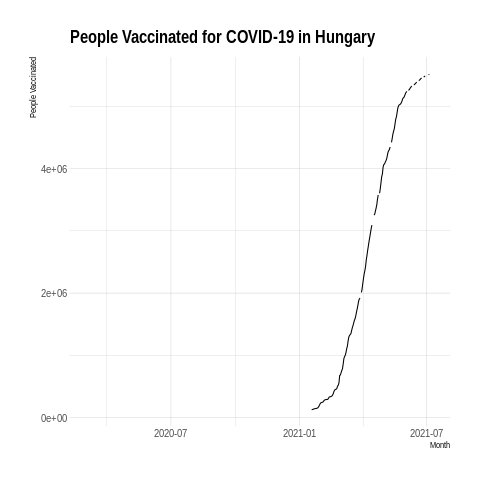 People Vaccinated for COVID-19 in Hungary
People Vaccinated
4e+06
2e+06
0e+00
2020-07
2021-01
2021-07
Month